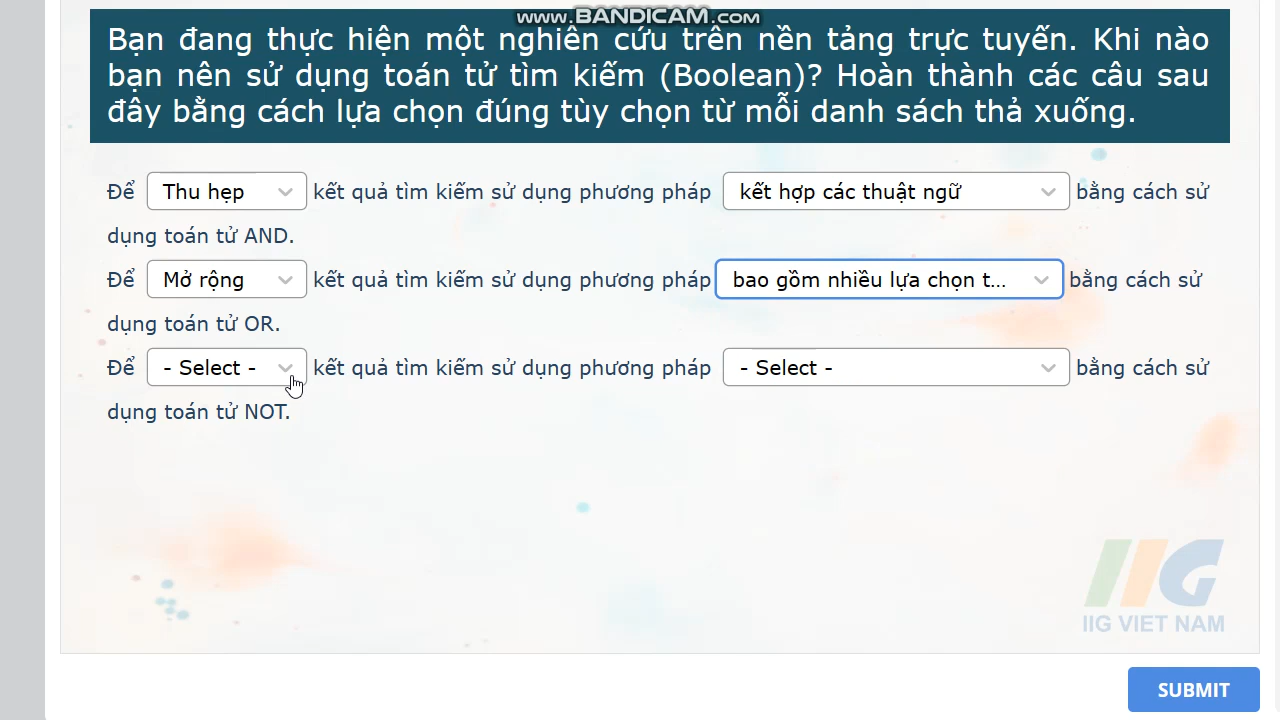 www.BANDICAM.com
Bạn đang thực hiện một nghiên cứu trên nền tảng trực tuyến. Khi nào
bạn nên sử dụng toán tử tìm kiếm (Boolean)? Hoàn thành các câu sau
đây bằng cách lựa chọn đúng tùy chọn từ mỗi danh sách thả xuống.
Để Thu hẹp kết quả tìm kiếm sử dụng phương pháp kết hợp các thuật ngữ bằng cách sử
dụng toán tử AND.
Để Mở rộng kết quả tìm kiếm sử dụng phương pháp bao gồm nhiều lựa chọn t... bằng cách sử
dụng toán tử OR.
Để - Select - kết quả tìm kiếm sử dụng phương pháp - Select - bằng cách sử
dụng toán tử NOT.
IIG
IIG VIET NAM
SUBMIT